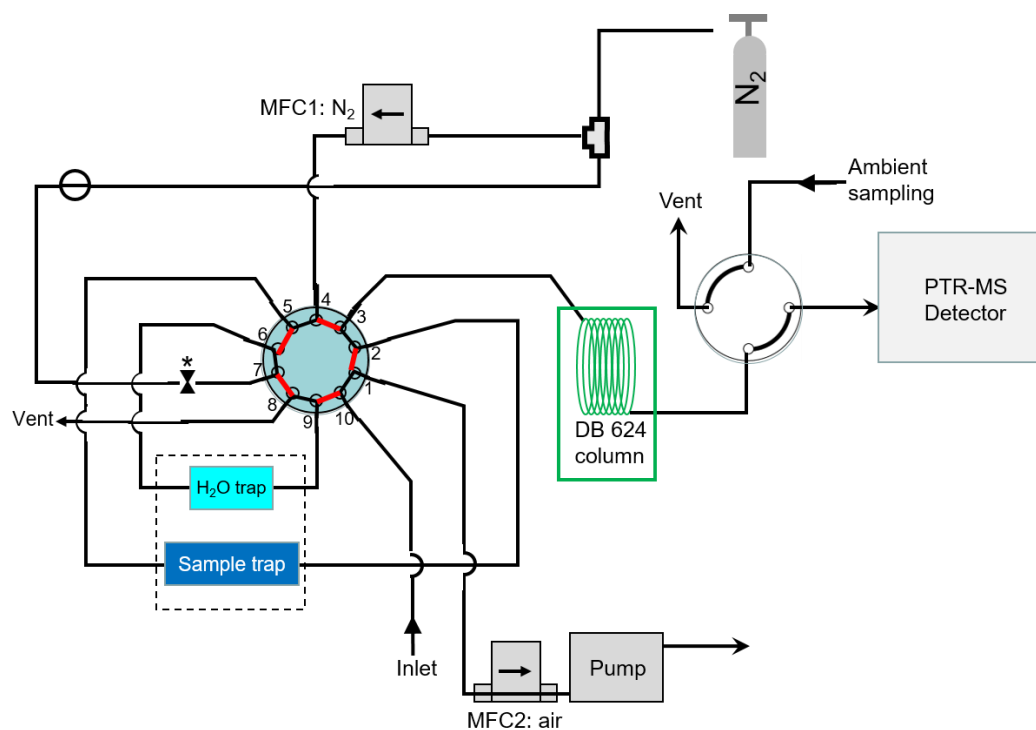 N₂
MFC1: N₂
Ambient
sampling
Vent
PTR-MS
Detector
4
5
3
6
2
*
7
1
8
10
9
Vent
DB 624
column
H₂O trap
Sample trap
Inlet
Pump
MFC2: air